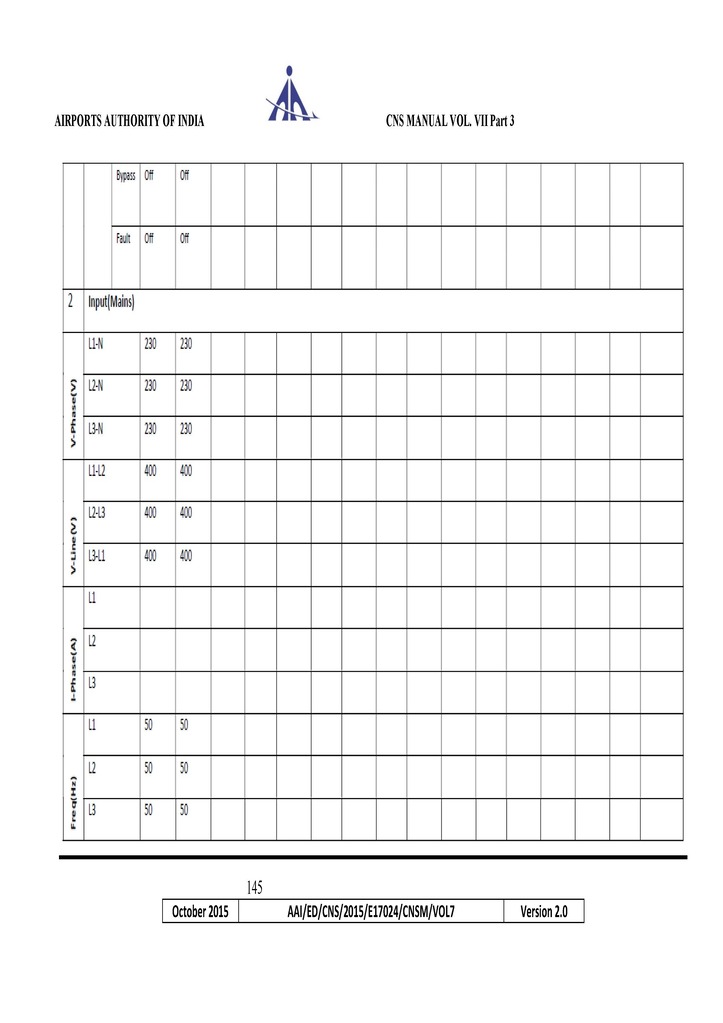 AIRPORTS AUTHORITY OF INDIA
CNS MANUAL VOL. VII Part 3
Bypass Off Off
Fault Off Off
2 Input(Mains)
V-Phase(V)
L1-N 230 230
L2-N 230 230
L3-N 230 230
V-Line(V)
L1-L2 400 400
L2-L3 400 400
L3-L1 400 400
I-Phase(A)
L1
L2
L3
Freq(Hz)
L1 50 50
L2 50 50
L3 50 50
145
October 2015 AAI/ED/CNS/2015/E17024/CNSM/VOL7 Version 2.0